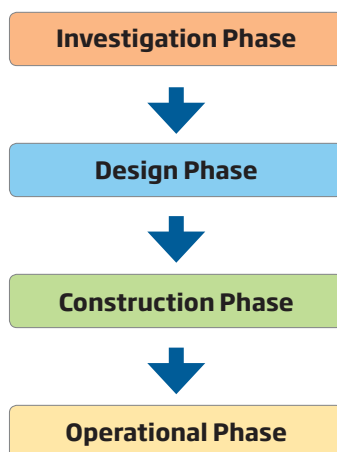 Investigation Phase
Design Phase
Construction Phase
Operational Phase